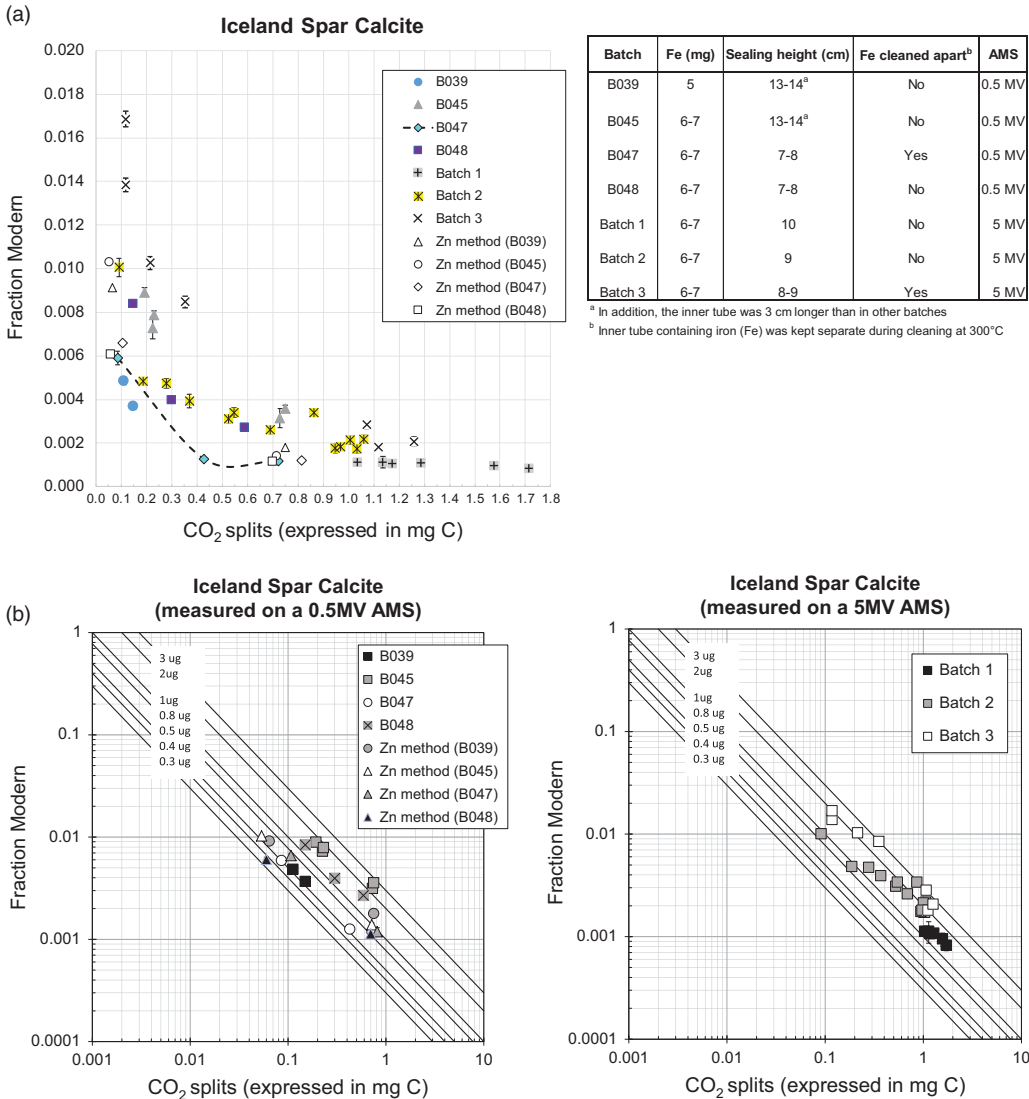 (a)
Iceland Spar Calcite
0.020
0.018
0.016
0.014
0.012
0.010
0.008
0.006
0.004
0.002
0.000
Fraction Modern
0.0 0.1 0.2 0.3 0.4 0.5 0.6 0.7 0.8 0.9 1.0 1.1 1.2 1.3 1.4 1.5 1.6 1.7 1.8
CO2 splits (expressed in mg C)
B039
B045
B047
B048
Batch 1
Batch 2
Batch 3
Zn method (B039)
Zn method (B045)
Zn method (B047)
Zn method (B048)
Batch Fe (mg) Sealing height (cm) Fe cleaned apart^b AMS
B039 5 13-14^a No 0.5 MV
B045 6-7 13-14^a No 0.5 MV
B047 6-7 7-8 Yes 0.5 MV
B048 6-7 7-8 No 0.5 MV
Batch 1 6-7 10 No 5 MV
Batch 2 6-7 9 No 5 MV
Batch 3 6-7 8-9 Yes 5 MV
^a In addition, the inner tube was 3 cm longer than in other batches
^b Inner tube containing iron (Fe) was kept separate during cleaning at 300°C
(b)
Iceland Spar Calcite
(measured on a 0.5MV AMS)
1
0.1
0.01
0.001
0.0001
Fraction Modern
3 ug
2ug
1ug
0.8 ug
0.5 ug
0.4 ug
0.3 ug
B039
B045
B047
B048
Zn method (B039)
Zn method (B045)
Zn method (B047)
Zn method (B048)
0.001 0.01 0.1 1 10
CO2 splits (expressed in mg C)
Iceland Spar Calcite
(measured on a 5MV AMS)
1
0.1
0.01
0.001
0.0001
Fraction Modern
3 ug
2ug
1ug
0.8 ug
0.5 ug
0.4 ug
0.3 ug
Batch 1
Batch 2
Batch 3
0.001 0.01 0.1 1 10
CO2 splits (expressed in mg C)